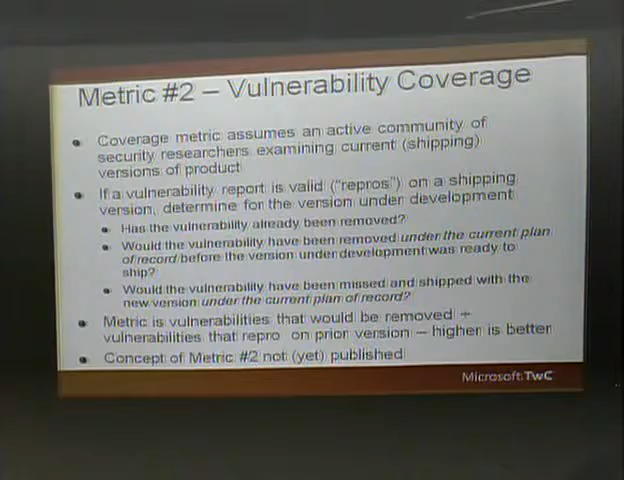 Metric #2 – Vulnerability Coverage
Coverage metric assumes an active community of
security researchers examining current (shipping)
versions of product
If a vulnerability report is valid ("repros") on a shipping
version, determine for the version under development
Has the vulnerability already been removed?
Would the vulnerability have been removed under the current plan
of record before the version under development was ready to
ship?
Would the vulnerability have been missed and shipped with the
new version under the current plan of record?
Metric is vulnerabilities that would be removed ÷
vulnerabilities that repro on prior version – higher is better
Concept of Metric #2 not (yet) published
Microsoft TwC